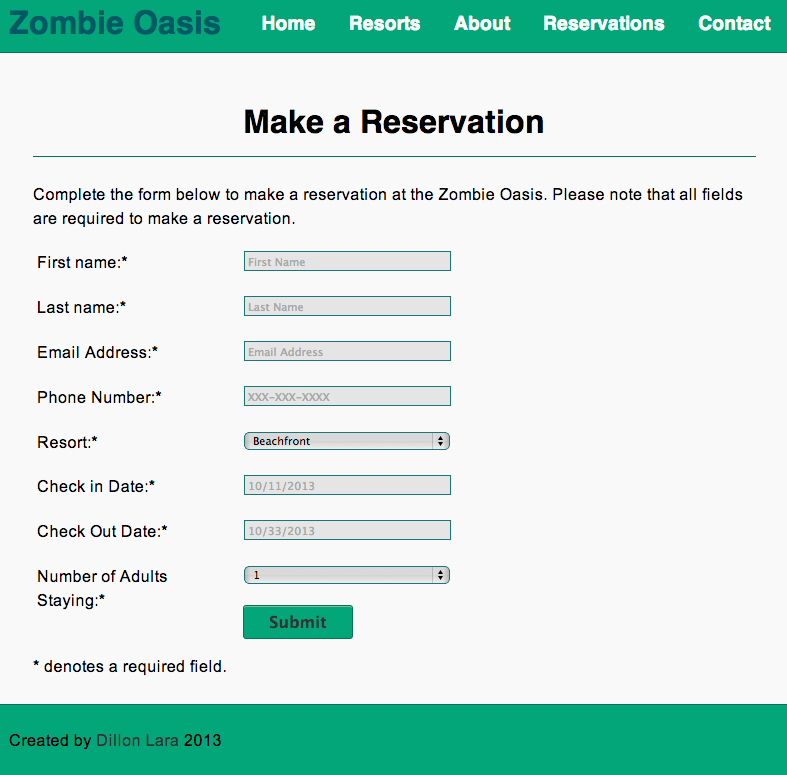 Zombie Oasis Home Resorts About Reservations Contact
Make a Reservation
Complete the form below to make a reservation at the Zombie Oasis. Please note that all fields
are required to make a reservation.
First name:* First Name
Last name:* Last Name
Email Address:* Email Address
Phone Number:* XXX-XXX-XXXX
Resort:* Beachfront
Check in Date:* 10/11/2013
Check Out Date:* 10/33/2013
Number of Adults 1
Staying:*
Submit
* denotes a required field.
Created by Dillon Lara 2013